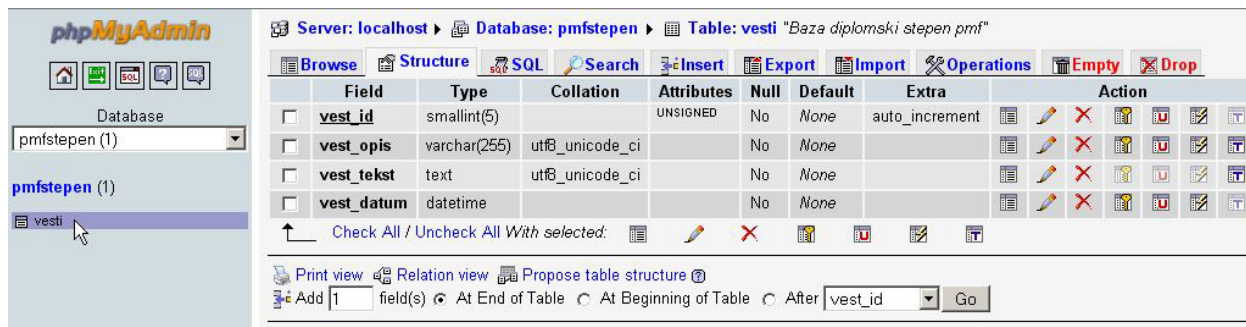 phpMyAdmin
Exit
SQL
SQL
Database
pmfstepen (1)
pmfstepen (1)
vesti
Server: localhost Database: pmfstepen Table: vesti "Baza diplomski stepen pmf"
Browse Structure SQL Search Insert Export Import Operations Empty Drop
Field Type Collation Attributes Null Default Extra Action
vest_id smallint(5) UNSIGNED No None auto_increment
vest_opis varchar(255) utf8_unicode_ci No None
vest_tekst text utf8_unicode_ci No None
vest_datum datetime No None
Check All / Uncheck All With selected:
Print view Relation view Propose table structure
Add 1 field(s) At End of Table At Beginning of Table After vest_id Go